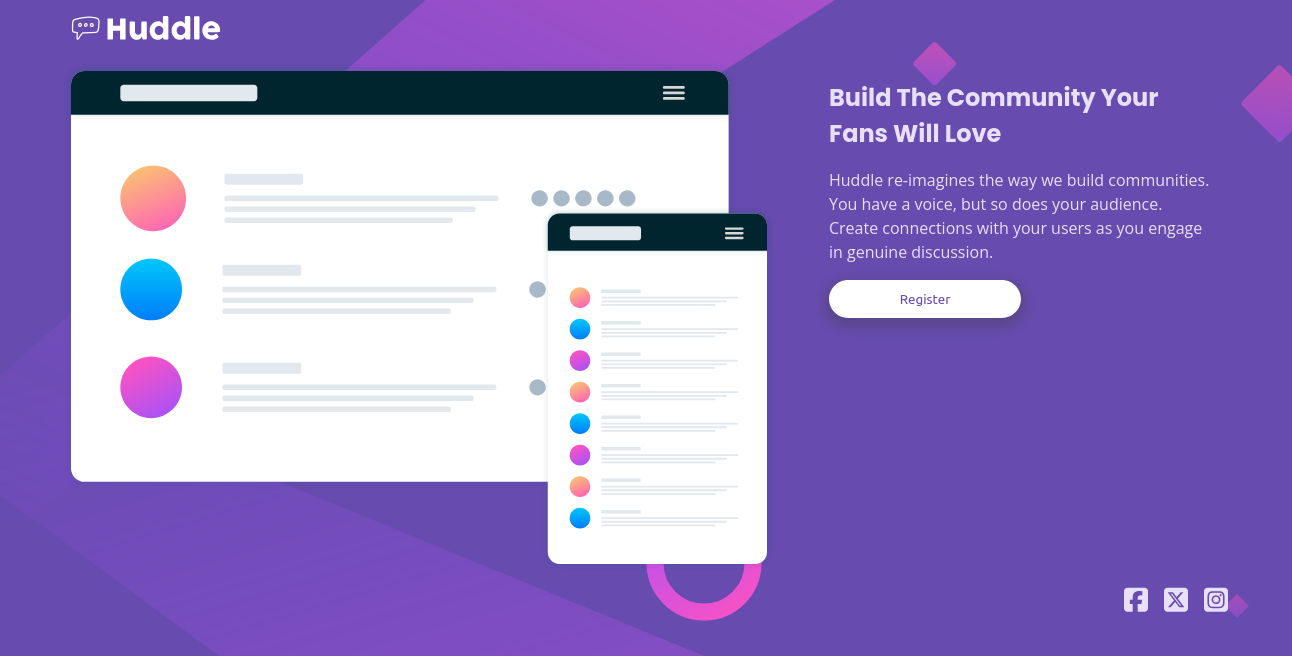 Huddle
Build The Community Your
Fans Will Love
Huddle re-imagines the way we build communities.
You have a voice, but so does your audience.
Create connections with your users as you engage
in genuine discussion.
Register